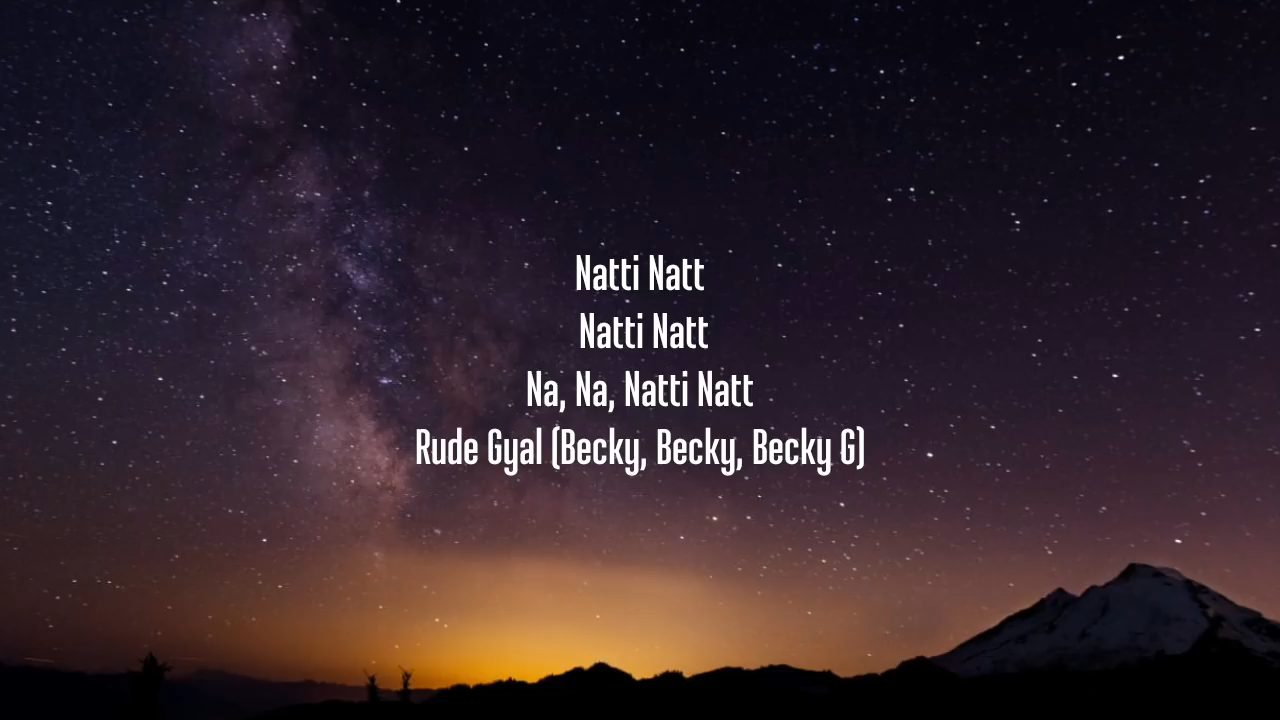 Natti Natt
Natti Natt
Na, Na, Natti Natt
Rude Gyal (Becky, Becky, Becky G)